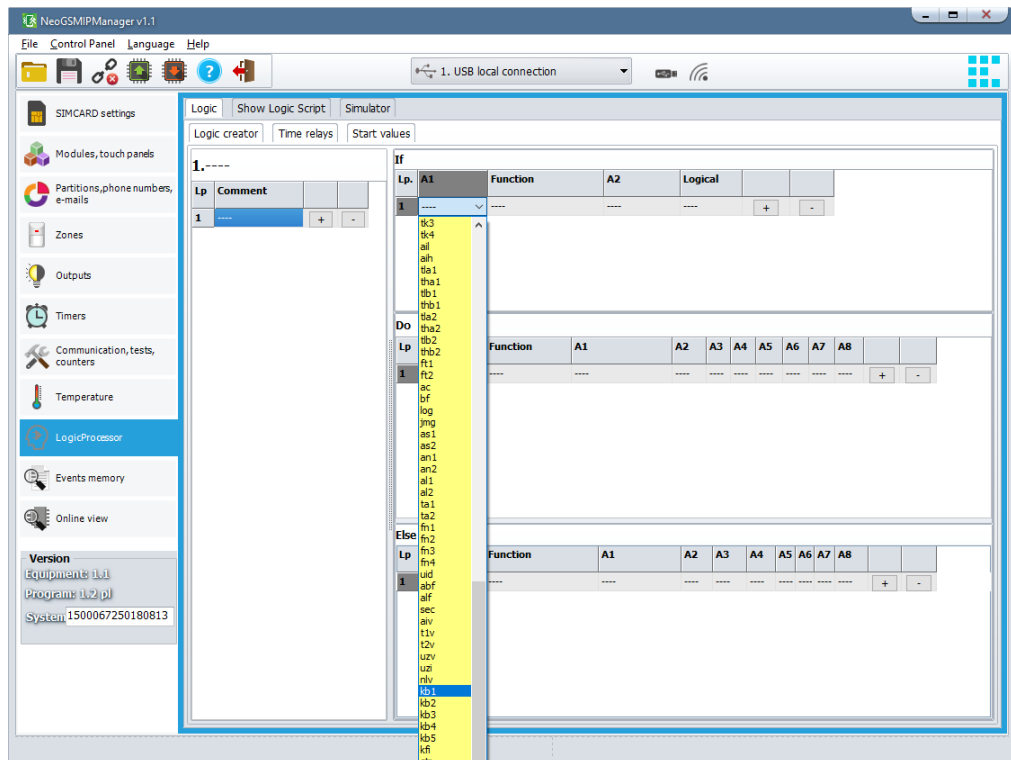 NeoGSMIPManager v1.1
File Control Panel Language Help
1. USB local connection
SIMCARD settings
Modules, touch panels
Partitions,phone numbers,
e-mails
Zones
Outputs
Timers
Communication, tests,
counters
Temperature
LogicProcessor
Events memory
Online view
Version
Equipment: 1.1
Program: 1.2 pl
System 1500067250180813
Logic Show Logic Script Simulator
Logic creator Time relays Start values
1.----
Lp Comment
1 ---- + -
If
Lp. A1 Function A2 Logical
1 ---- ---- ---- ---- + -
tk3
tk4
ail
aih
tla1
tha1
tlb1
thb1
tla2
tha2
tlb2
thb2
ft1
ft2
ac
bf
log
jmg
as1
as2
an1
an2
al1
al2
ta1
ta2
fn1
fn2
fn3
fn4
uid
abf
alf
sec
aiv
t1v
t2v
uzv
uzi
nlv
kb1
kb2
kb3
kb4
kb5
kfi
Do
Lp Function A1 A2 A3 A4 A5 A6 A7 A8
1 ---- ---- ---- ---- ---- ---- ---- ---- ---- + -
Else
Lp Function A1 A2 A3 A4 A5 A6 A7 A8
1 ---- ---- ---- ---- ---- ---- ---- ---- ---- + -